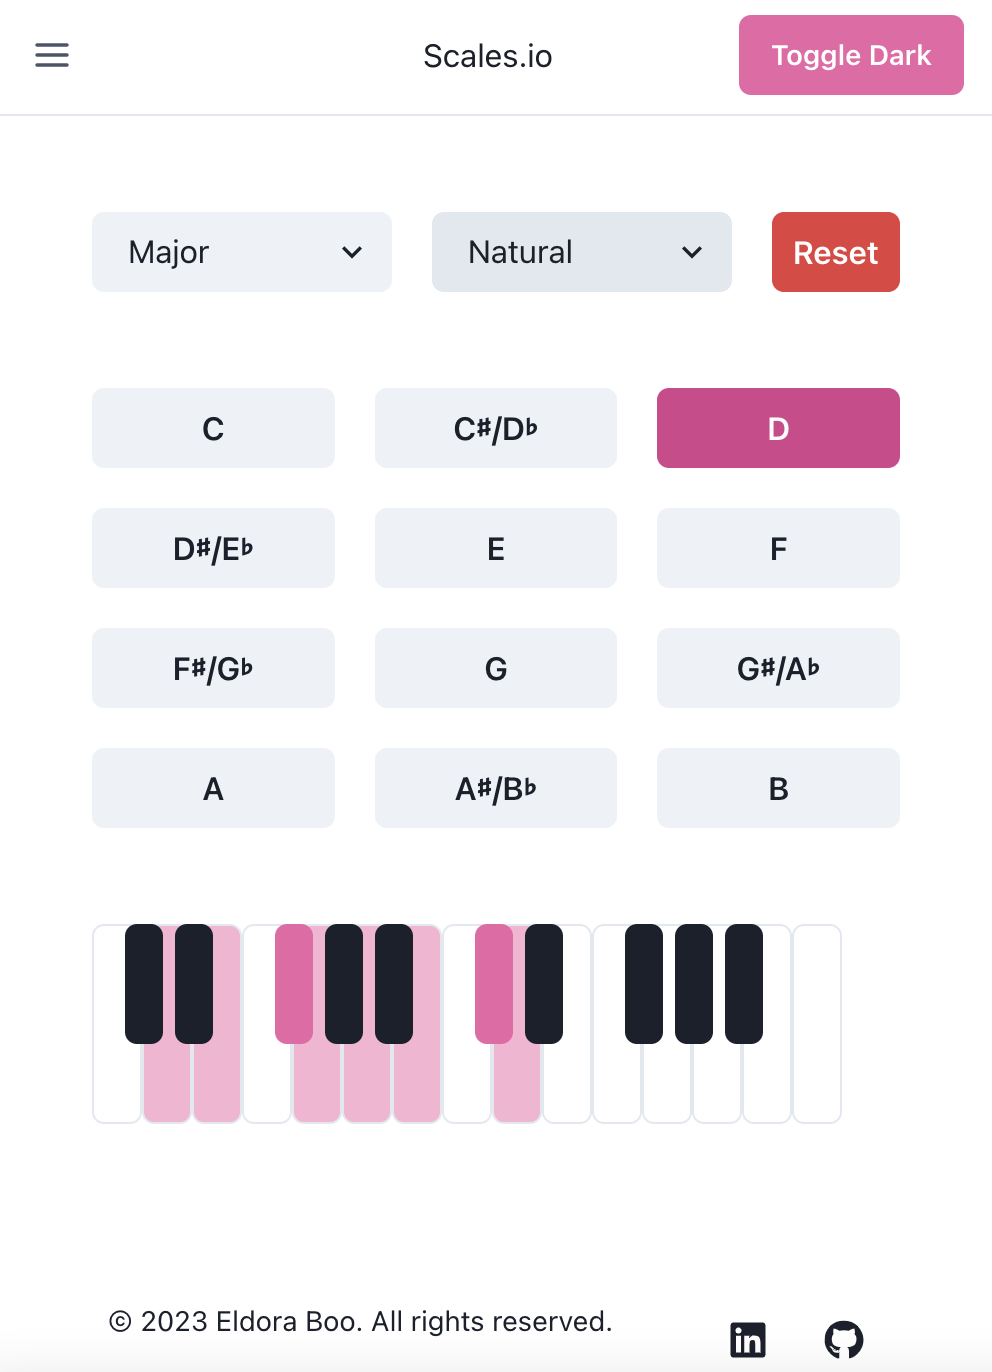 Scales.io
Toggle Dark
Major
Natural
Reset
C
C♯/D♭
D
D♯/E♭
E
F
F♯/G♭
G
G♯/A♭
A
A♯/B♭
B
© 2023 Eldora Boo. All rights reserved.
in